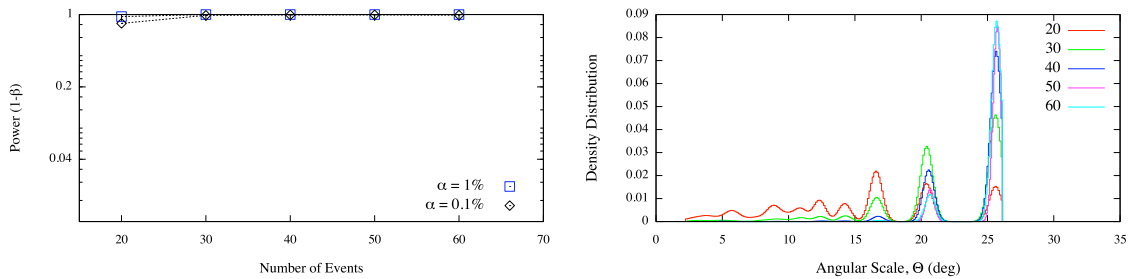 Power (1-β)
1
0.2
0.04
α = 1%
α = 0.1%
20 30 40 50 60 70
Number of Events
Density Distribution
0.09
0.08
0.07
0.06
0.05
0.04
0.03
0.02
0.01
0
20
30
40
50
60
0 5 10 15 20 25 30 35
Angular Scale, Θ (deg)